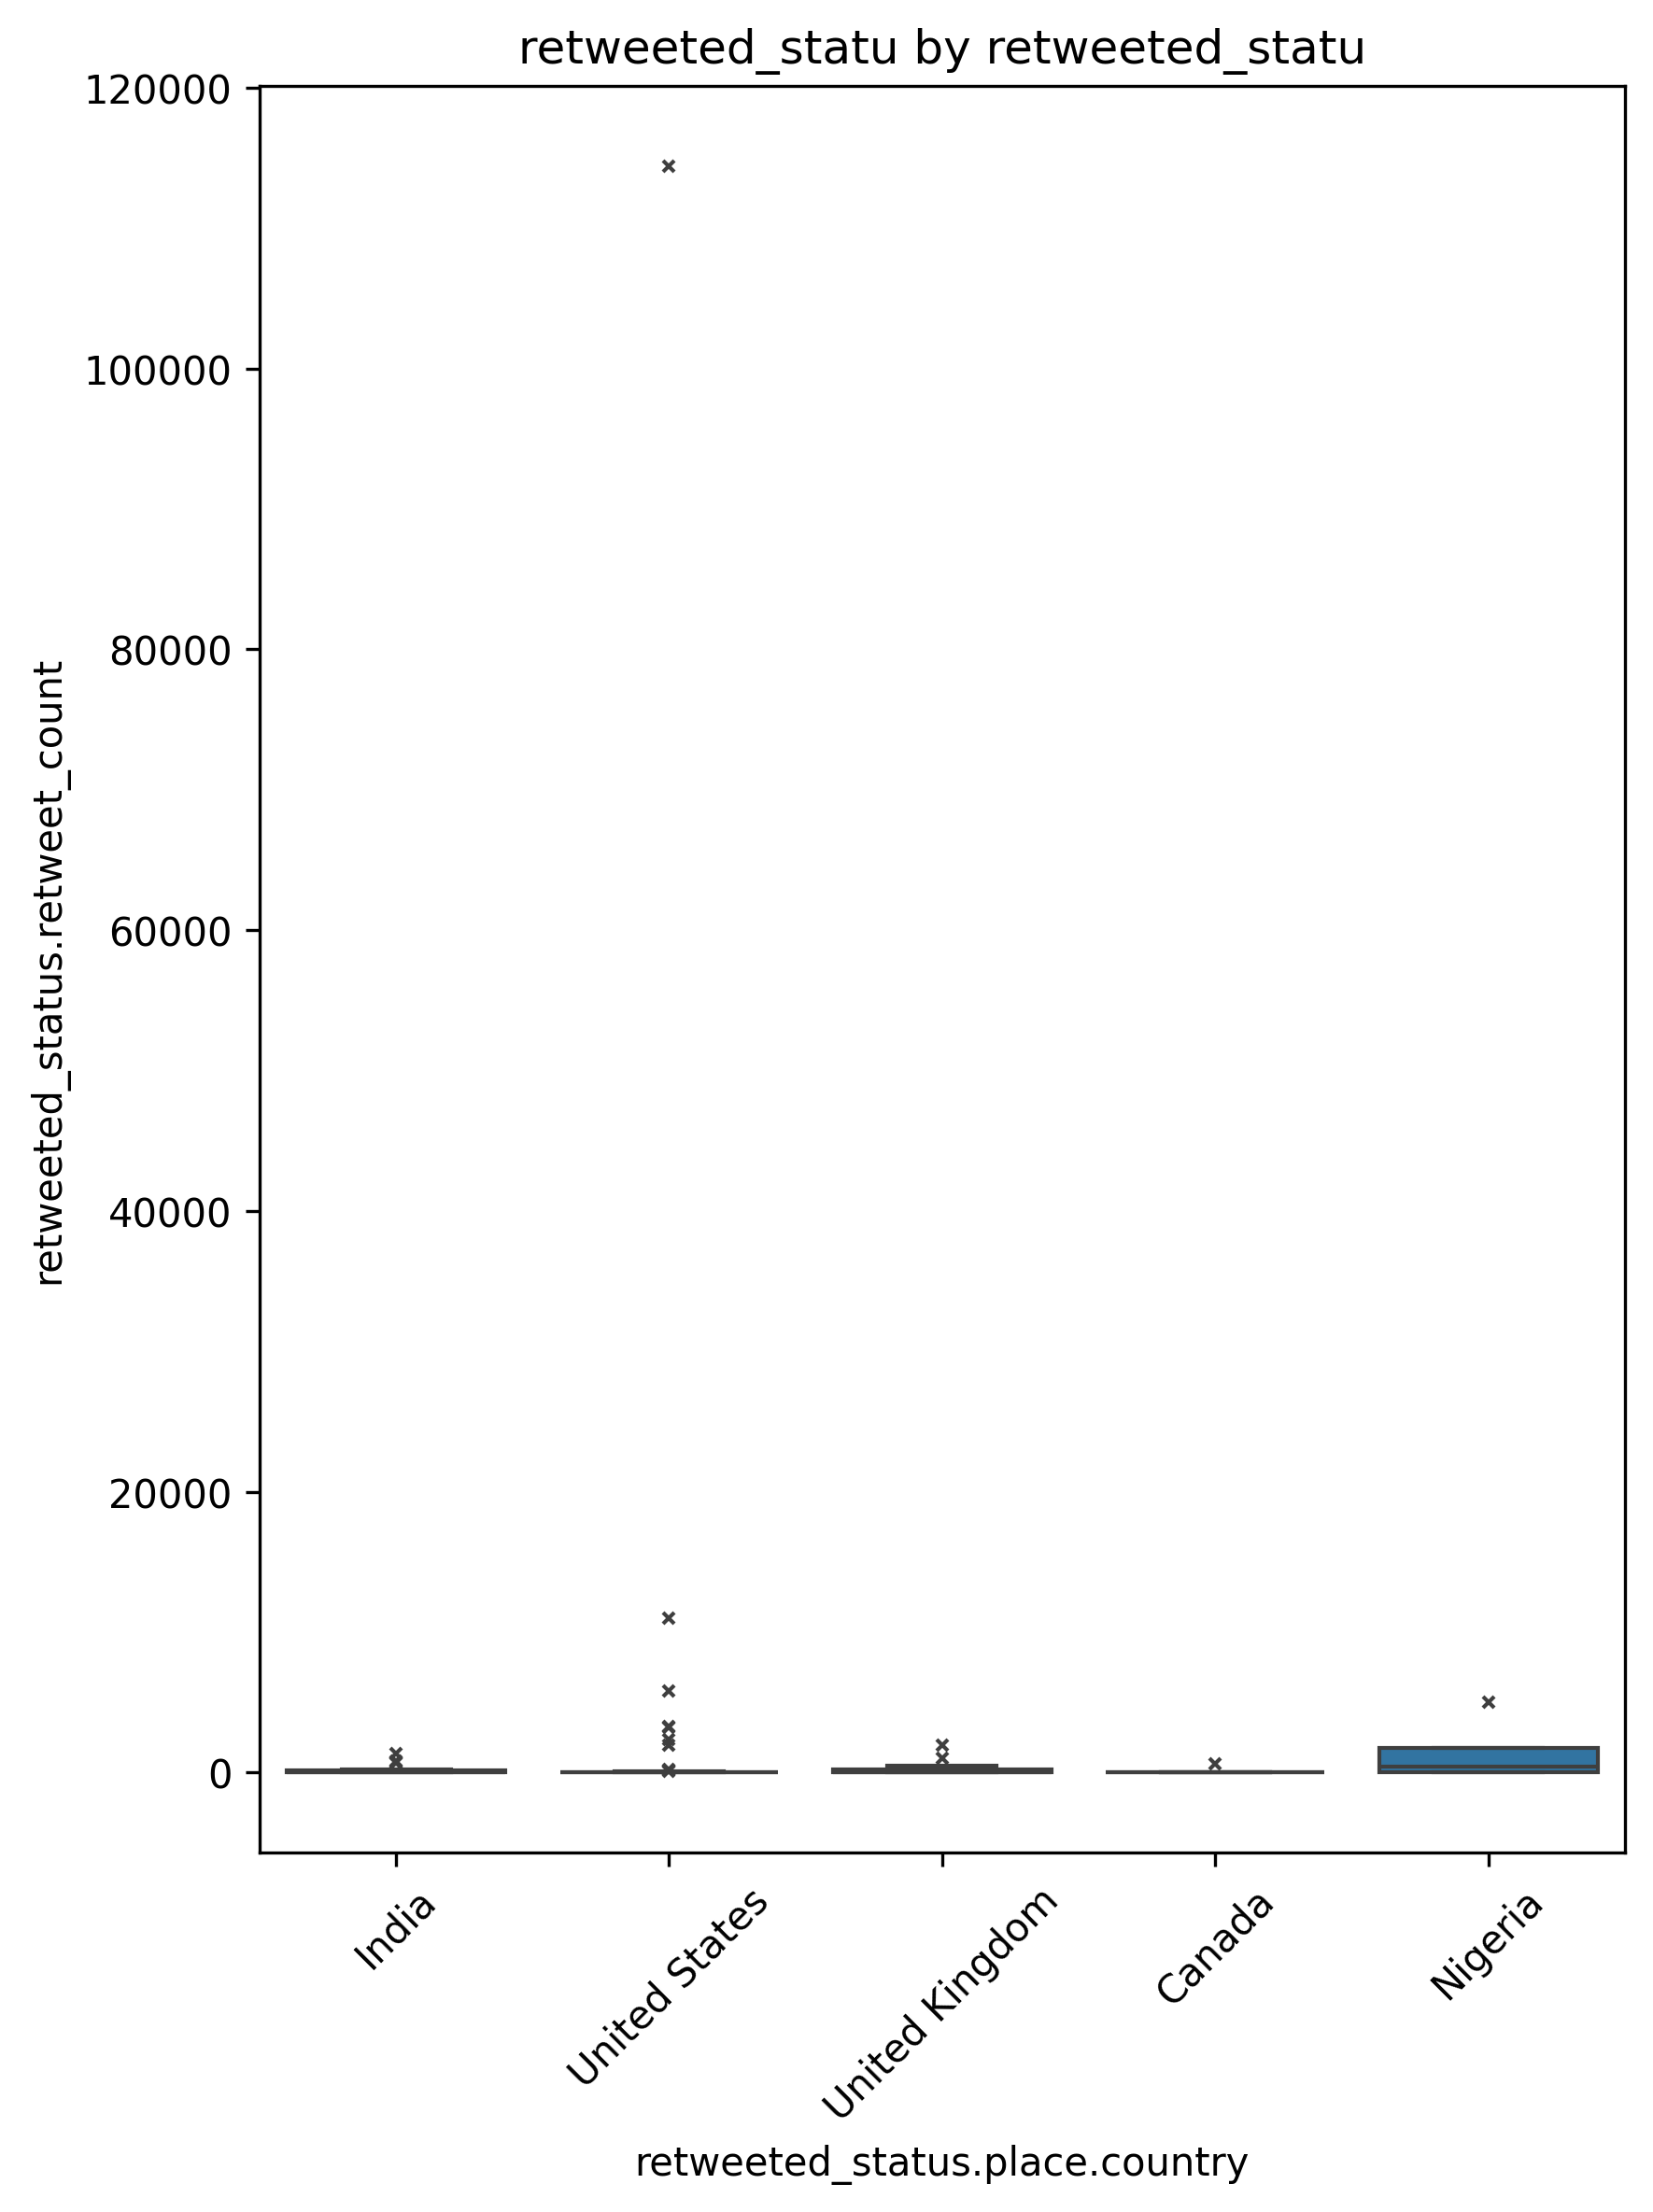 retweeted_statu by retweeted_statu
120000
100000
80000
60000
40000
20000
0
retweeted_status.retweet_count
India
United States
United Kingdom
Canada
Nigeria
retweeted_status.place.country